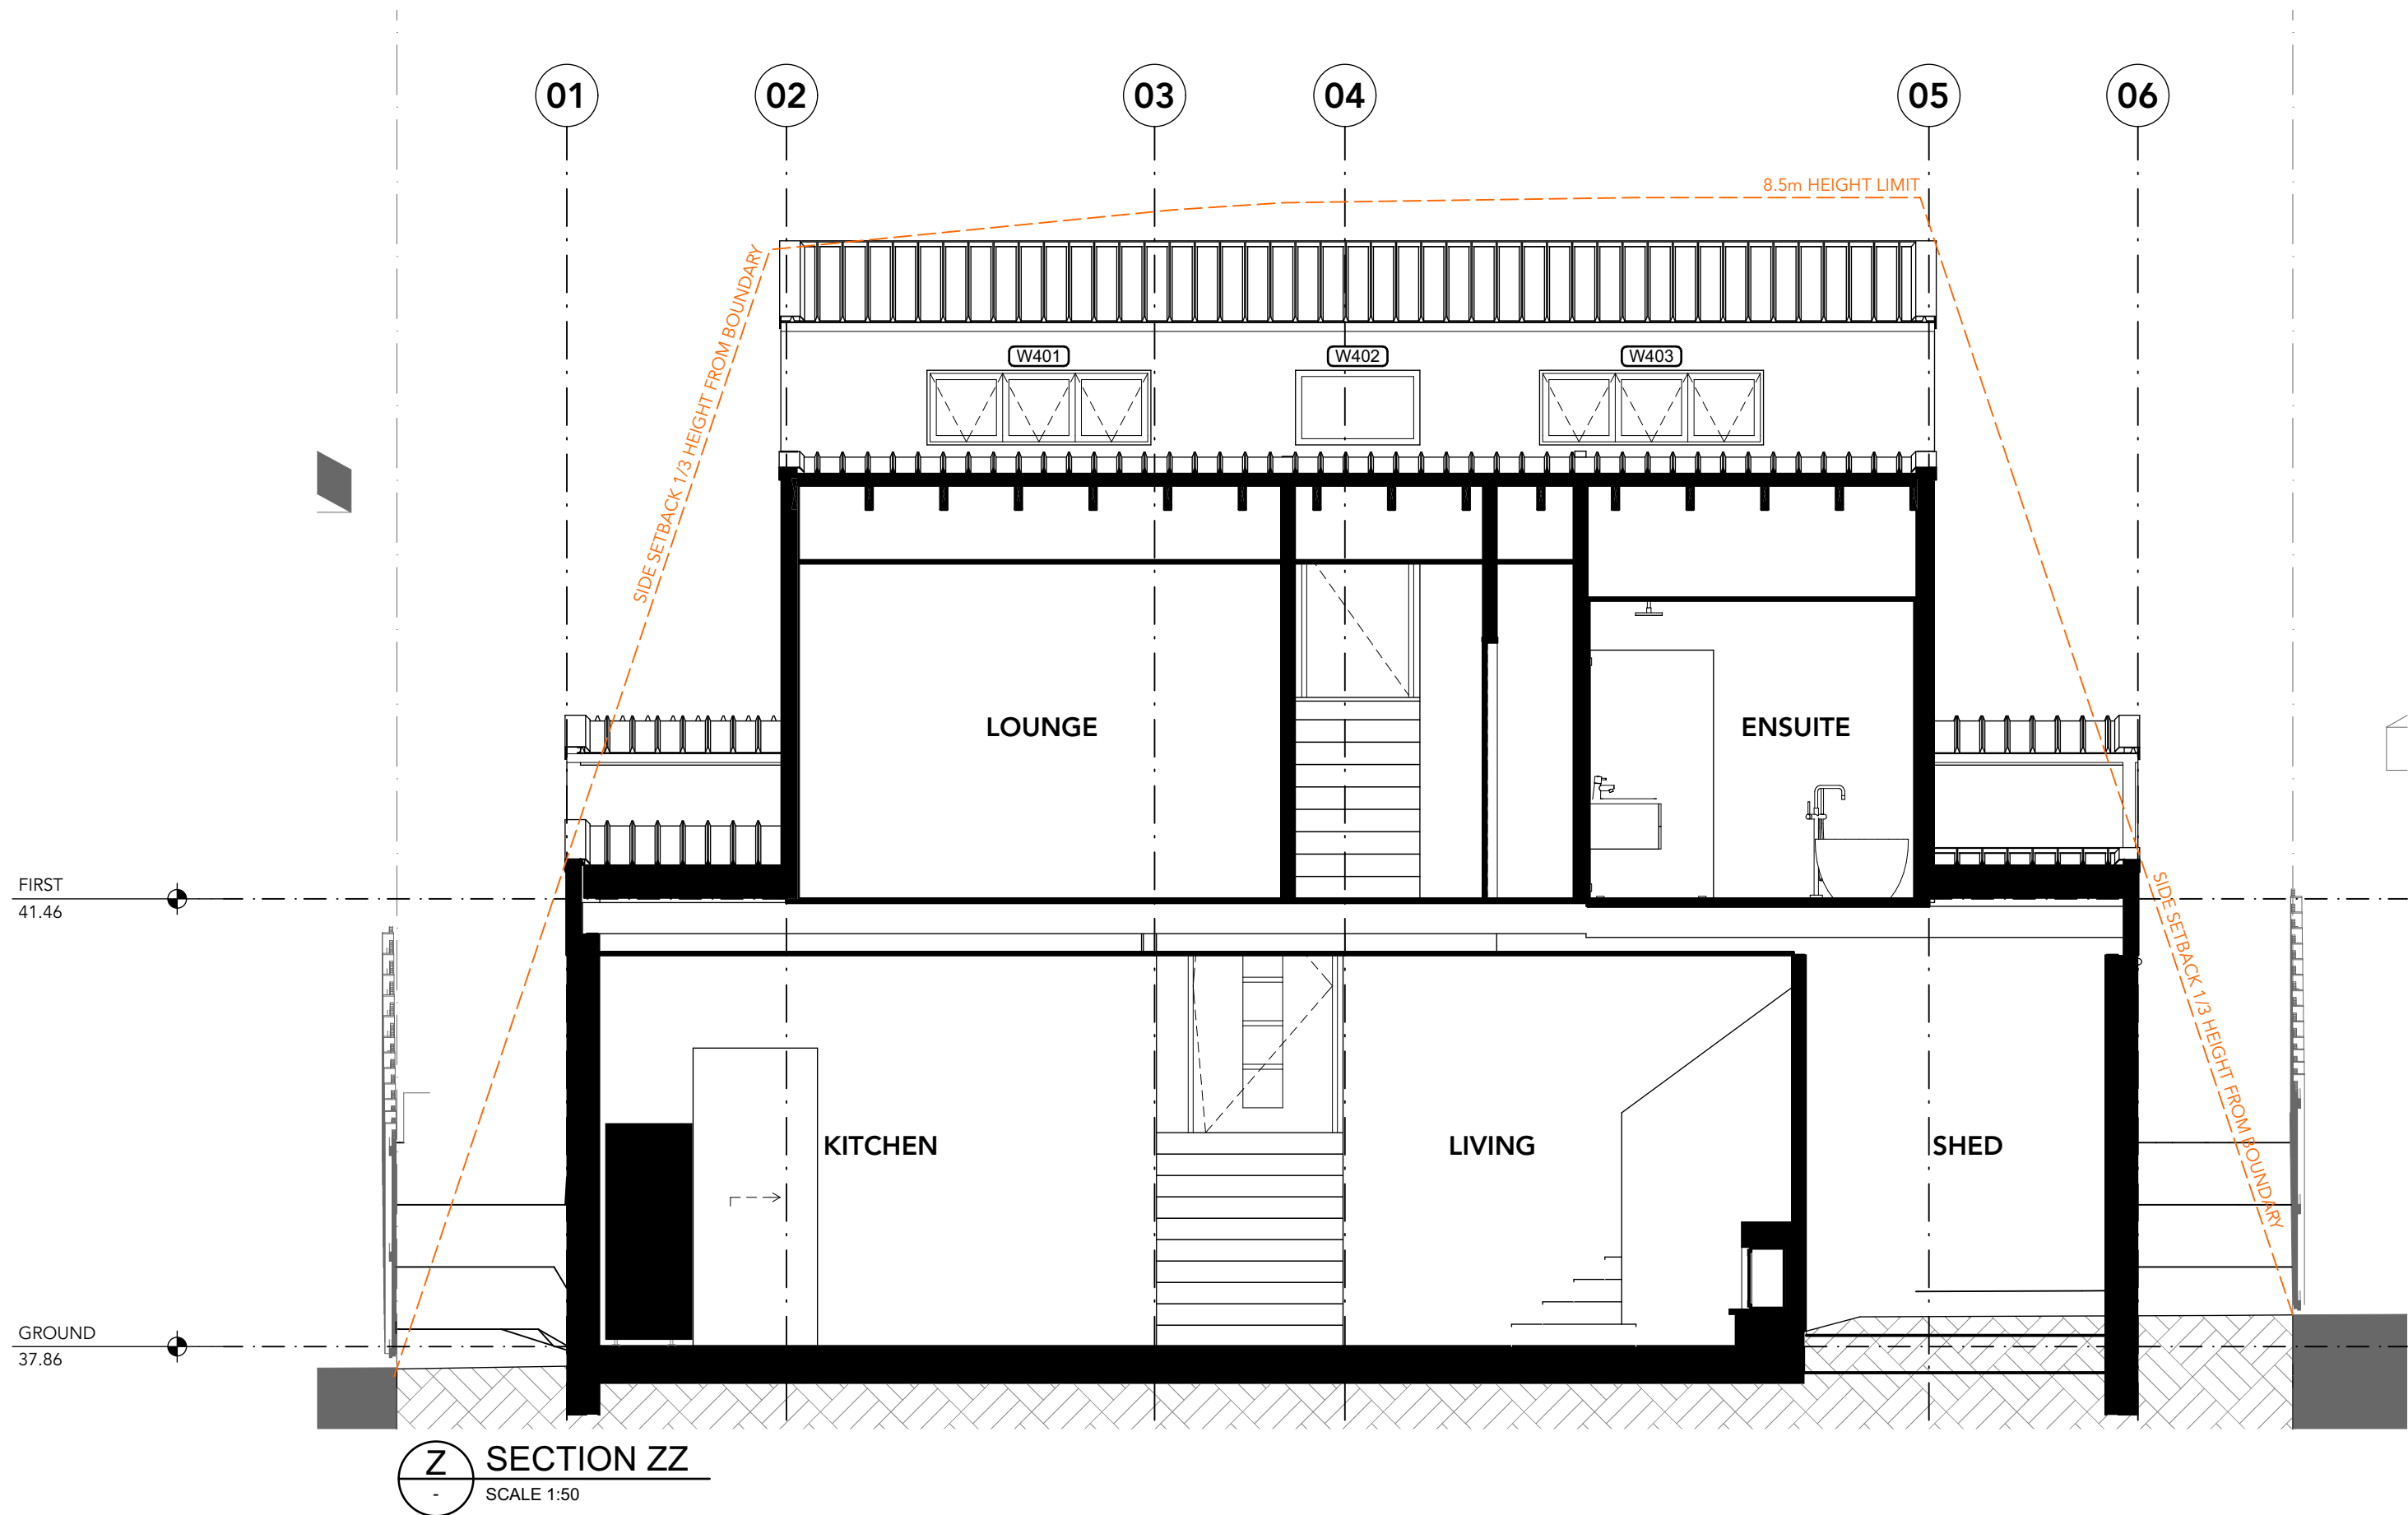 01 02 03 04 05 06
8.5m HEIGHT LIMIT
SIDE SETBACK 1/3 HEIGHT FROM BOUNDARY
W401 W402 W403
LOUNGE ENSUITE
FIRST
41.46
SIDE SETBACK 1/3 HEIGHT FROM BOUNDARY
KITCHEN LIVING SHED
GROUND
37.86
Z SECTION ZZ
- SCALE 1:50